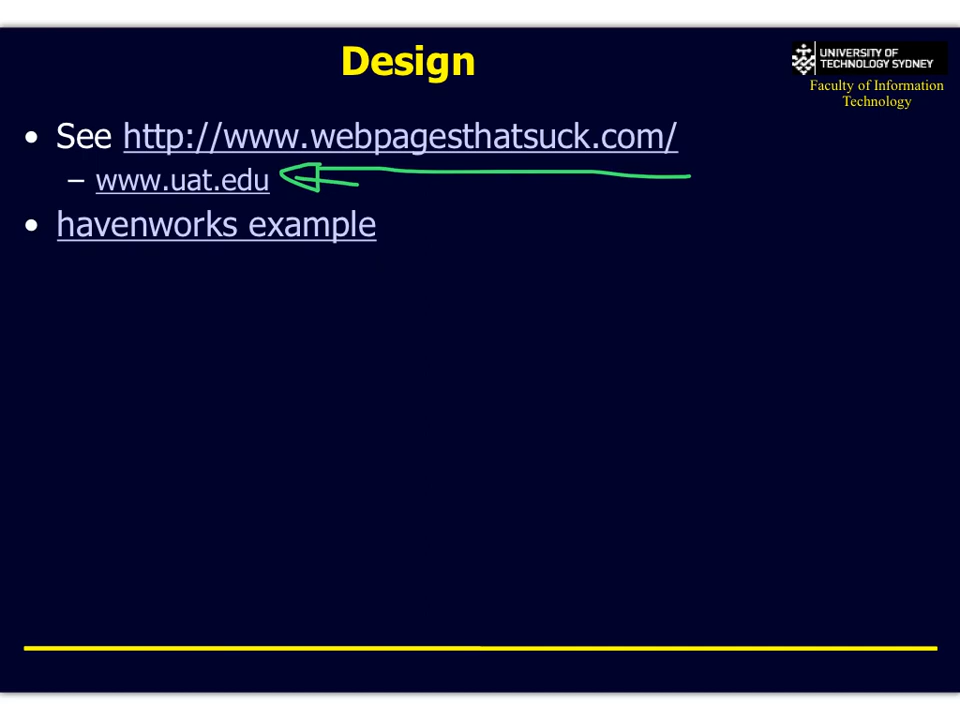 Design
UNIVERSITY OF
TECHNOLOGY SYDNEY
Faculty of Information
Technology
• See http://www.webpagesthatsuck.com/
– www.uat.edu
• havenworks example